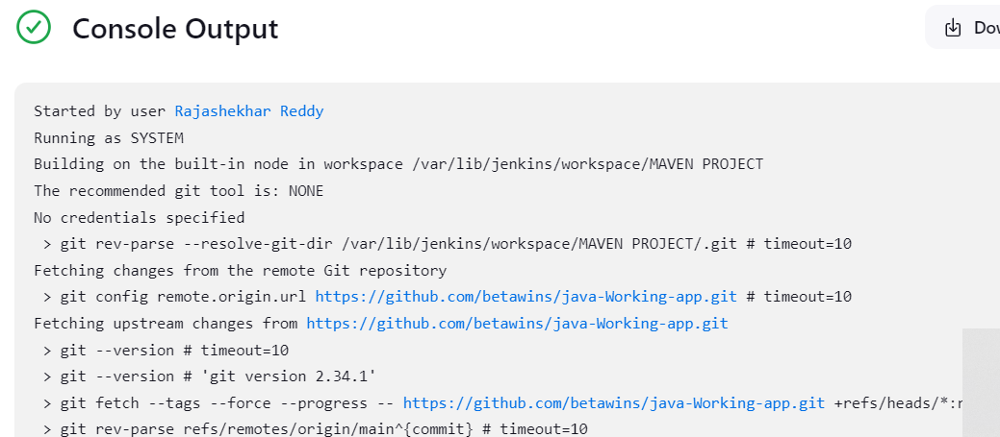 Console Output
Dow
Started by user Rajashekhar Reddy
Running as SYSTEM
Building on the built-in node in workspace /var/lib/jenkins/workspace/MAVEN PROJECT
The recommended git tool is: NONE
No credentials specified
> git rev-parse --resolve-git-dir /var/lib/jenkins/workspace/MAVEN PROJECT/.git # timeout=10
Fetching changes from the remote Git repository
> git config remote.origin.url https://github.com/betawins/java-Working-app.git # timeout=10
Fetching upstream changes from https://github.com/betawins/java-Working-app.git
> git --version # timeout=10
> git --version # 'git version 2.34.1'
> git fetch --tags --force --progress -- https://github.com/betawins/java-Working-app.git +refs/heads/*:r
> git rev-parse refs/remotes/origin/main^{commit} # timeout=10